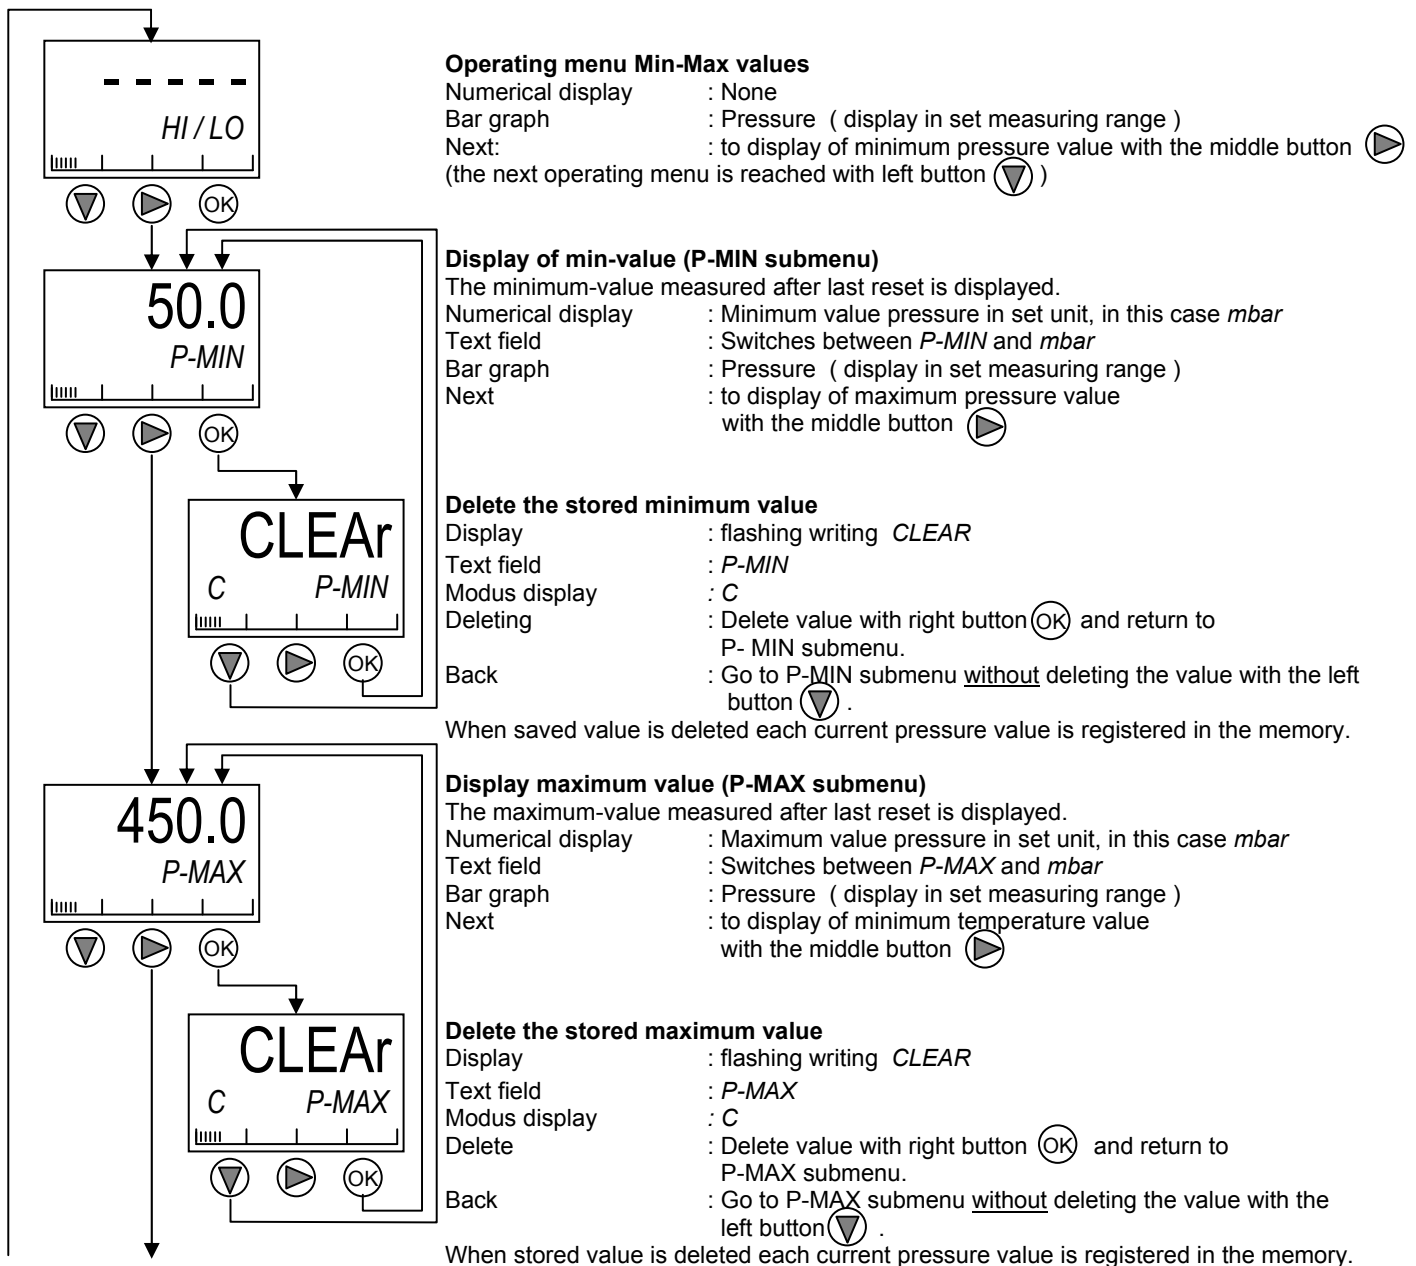 - - - - -
HI / LO
OK
Operating menu Min-Max values
Numerical display : None
Bar graph : Pressure ( display in set measuring range )
Next: : to display of minimum pressure value with the middle button
(the next operating menu is reached with left button )
50.0
P-MIN
OK
Display of min-value (P-MIN submenu)
The minimum-value measured after last reset is displayed.
Numerical display : Minimum value pressure in set unit, in this case mbar
Text field : Switches between P-MIN and mbar
Bar graph : Pressure ( display in set measuring range )
Next : to display of maximum pressure value
with the middle button
CLEAr
C P-MIN
OK
Delete the stored minimum value
Display : flashing writing CLEAR
Text field : P-MIN
Modus display : C
Deleting : Delete value with right button OK and return to
P- MIN submenu.
Back : Go to P-MIN submenu without deleting the value with the left
button .
When saved value is deleted each current pressure value is registered in the memory.
450.0
P-MAX
OK
Display maximum value (P-MAX submenu)
The maximum-value measured after last reset is displayed.
Numerical display : Maximum value pressure in set unit, in this case mbar
Text field : Switches between P-MAX and mbar
Bar graph : Pressure ( display in set measuring range )
Next : to display of minimum temperature value
with the middle button
CLEAr
C P-MAX
OK
Delete the stored maximum value
Display : flashing writing CLEAR
Text field : P-MAX
Modus display : C
Delete : Delete value with right button OK and return to
P-MAX submenu.
Back : Go to P-MAX submenu without deleting the value with the
left button .
When stored value is deleted each current pressure value is registered in the memory.